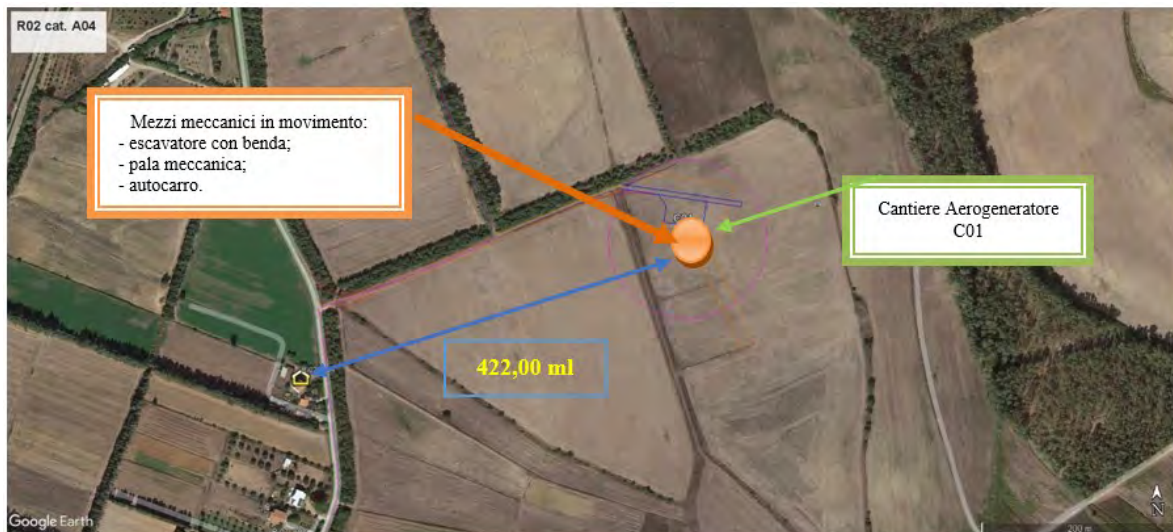 R02 cat. A04
Mezzi meccanici in movimento:
- escavatore con benda;
- pala meccanica;
- autocarro.
Cantiere Aerogeneratore
C01
422,00 ml
Google Earth
200 m
N